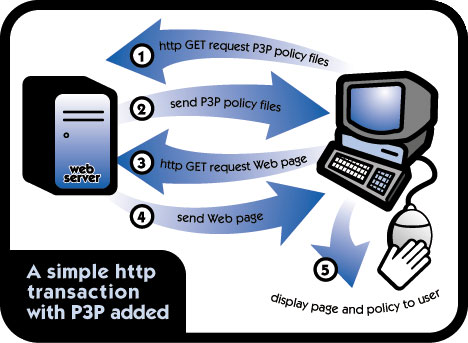 1 http GET request P3P policy files
2 send P3P policy files
3 http GET request Web page
4 send Web page
5
display page and policy to user
web
server
A simple http
transaction
with P3P added